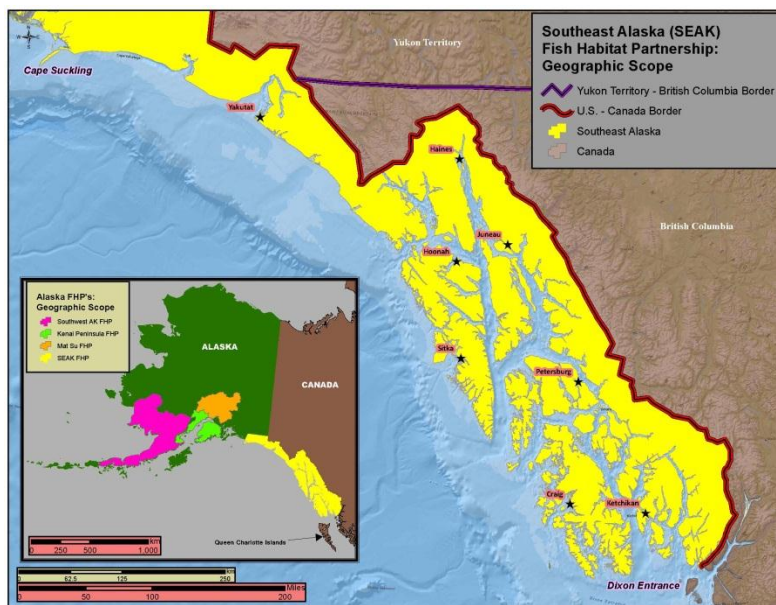 Southeast Alaska (SEAK)
Fish Habitat Partnership:
Geographic Scope
Yukon Territory - British Columbia Border
U.S. - Canada Border
Southeast Alaska
Canada
Yukon Territory
British Columbia
Cape Suckling
Yakutat
Haines
Juneau
Hoonah
Sitka
Petersburg
Craig
Ketchikan
Dixon Entrance
Alaska FHP's:
Geographic Scope
Southwest AK FHP
Kenai Peninsula FHP
Mat Su FHP
SEAK FHP
ALASKA
CANADA
Queen Charlotte Islands
km
0 250 500 1,000
km
0 62.5 125 250
Miles
0 50 100 200